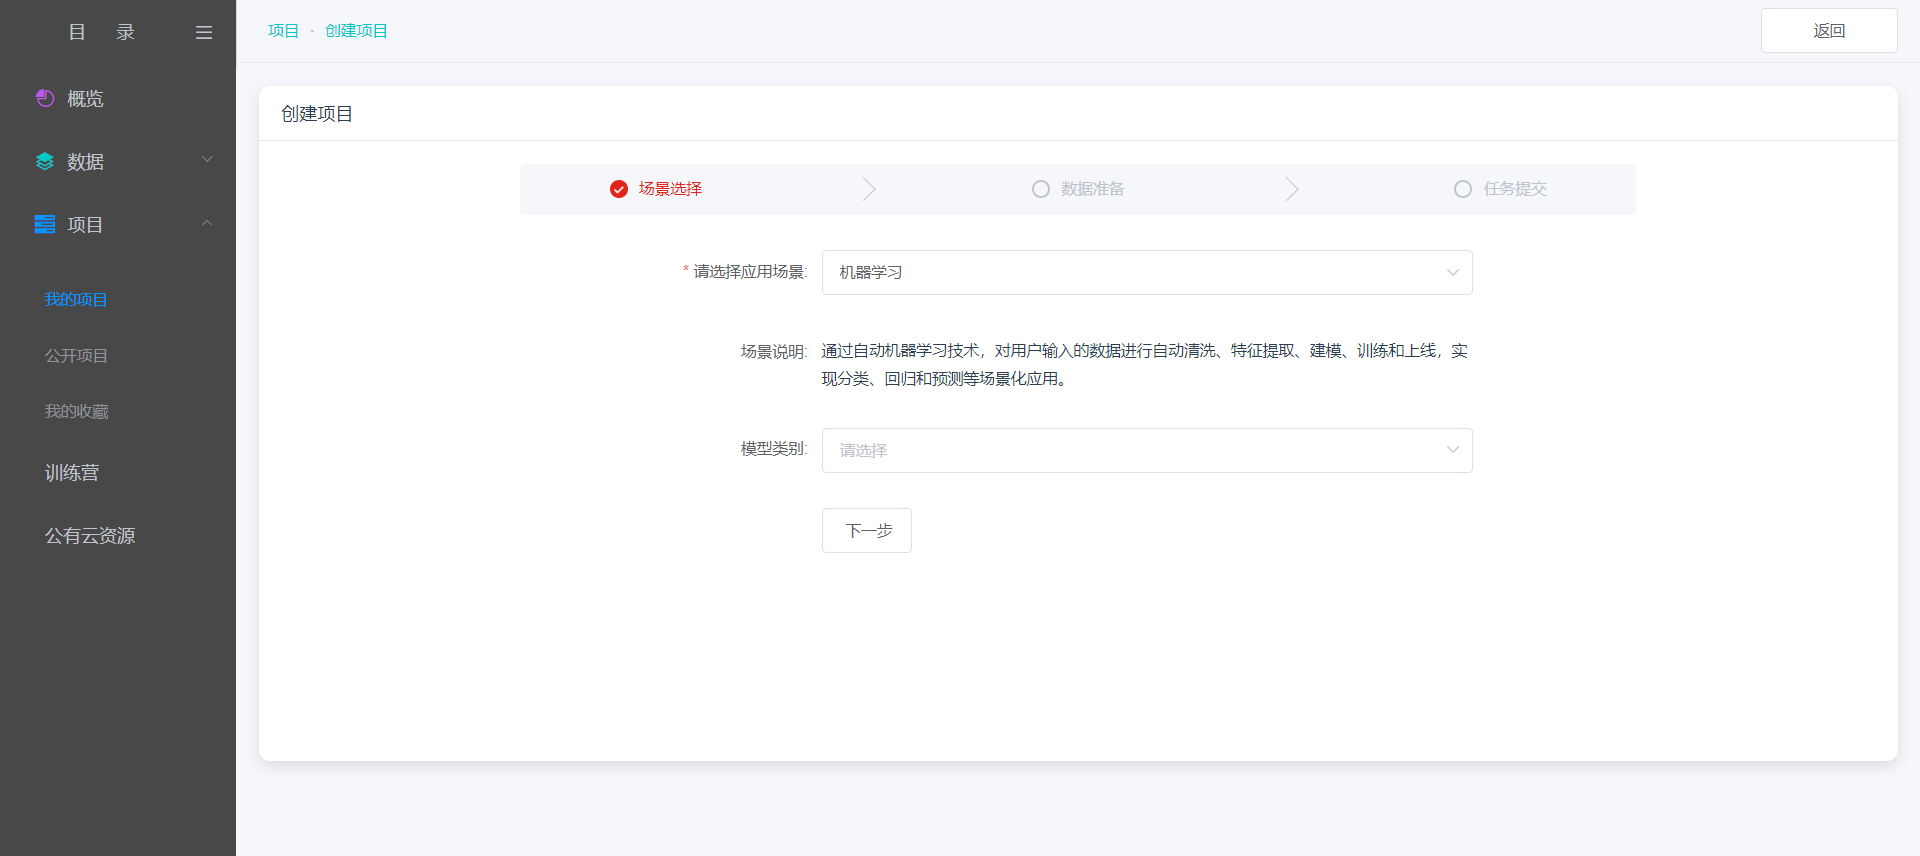 目 录
概览
数据
项目
我的项目
公开项目
我的收藏
训练营
公有云资源
项目 · 创建项目
返回
创建项目
场景选择
数据准备
任务提交
* 请选择应用场景:
机器学习
场景说明:
通过自动机器学习技术，对用户输入的数据进行自动清洗、特征提取、建模、训练和上线，实
现分类、回归和预测等场景化应用。
模型类别:
请选择
下一步